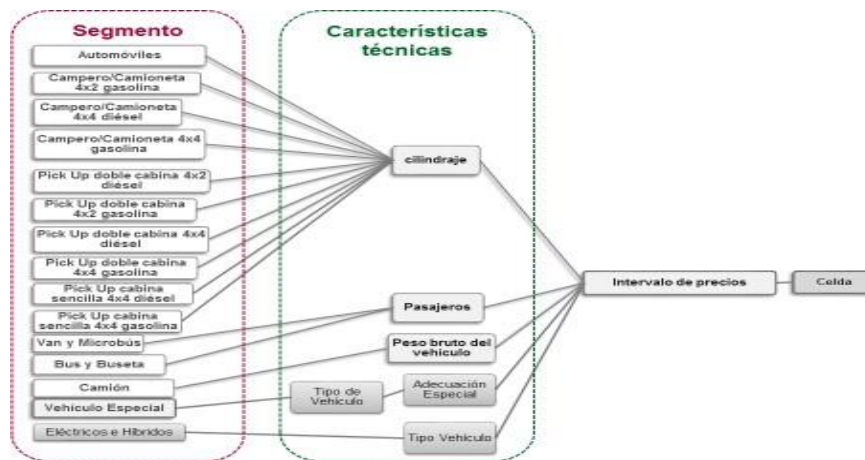 Segmento
Automóviles
Campero/Camioneta
4x2 gasolina
Campero/Camioneta
4x4 diésel
Campero/Camioneta 4x4
gasolina
Pick Up doble cabina 4x2
diésel
Pick Up doble cabina
4x2 gasolina
Pick Up doble cabina 4x4
diésel
Pick Up doble cabina
4x4 gasolina
Pick Up cabina
sencilla 4x4 diésel
Pick Up cabina
sencilla 4x4 gasolina
Van y Microbús
Bus y Buseta
Camión
Vehículo Especial
Eléctricos e Híbridos
Características
técnicas
cilindraje
Pasajeros
Peso bruto del
vehículo
Tipo de
Vehículo
Adecuación
Especial
Tipo Vehículo
Intervalo de precios
Celda